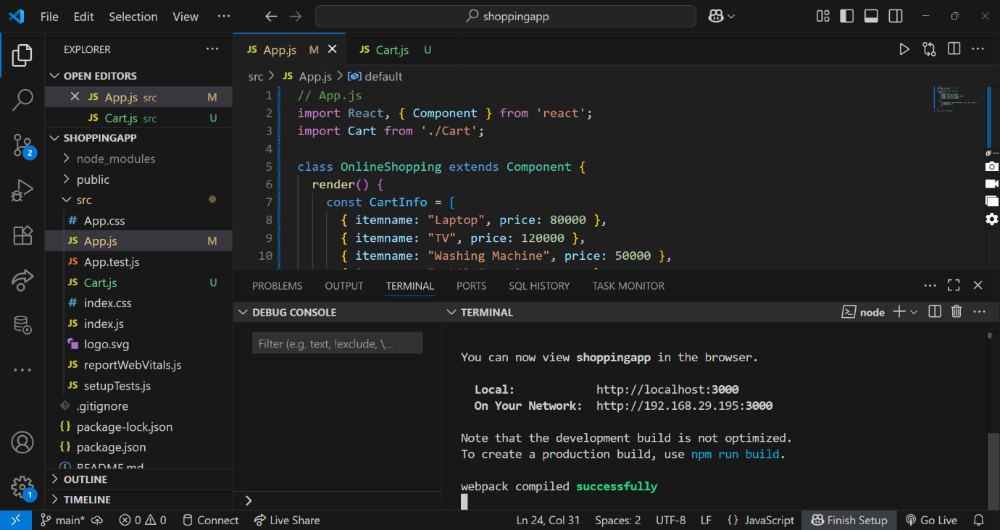 File Edit Selection View ··· shoppingapp
EXPLORER ···
OPEN EDITORS
JS App.js src M
JS Cart.js src U
SHOPPINGAPP
node_modules
public
src
# App.css
JS App.js M
JS App.test.js
JS Cart.js U
# index.css
JS index.js
logo.svg
JS reportWebVitals.js
JS setupTests.js
.gitignore
{} package-lock.json
{} package.json
README.md
OUTLINE
TIMELINE
2
1
JS App.js M JS Cart.js U
src > JS App.js > default
1 // App.js
2 import React, { Component } from 'react';
3 import Cart from './Cart';
4
5 class OnlineShopping extends Component {
6 render() {
7 const CartInfo = [
8 { itemname: "Laptop", price: 80000 },
9 { itemname: "TV", price: 120000 },
10 { itemname: "Washing Machine", price: 50000 },
PROBLEMS OUTPUT TERMINAL PORTS SQL HISTORY TASK MONITOR
DEBUG CONSOLE
Filter (e.g. text, !exclude, \...
TERMINAL node
You can now view shoppingapp in the browser.
Local: http://localhost:3000
On Your Network: http://192.168.29.195:3000
Note that the development build is not optimized.
To create a production build, use npm run build.
webpack compiled successfully
main* 0 0 Connect Live Share Ln 24, Col 31 Spaces: 2 UTF-8 LF {} JavaScript Finish Setup Go Live